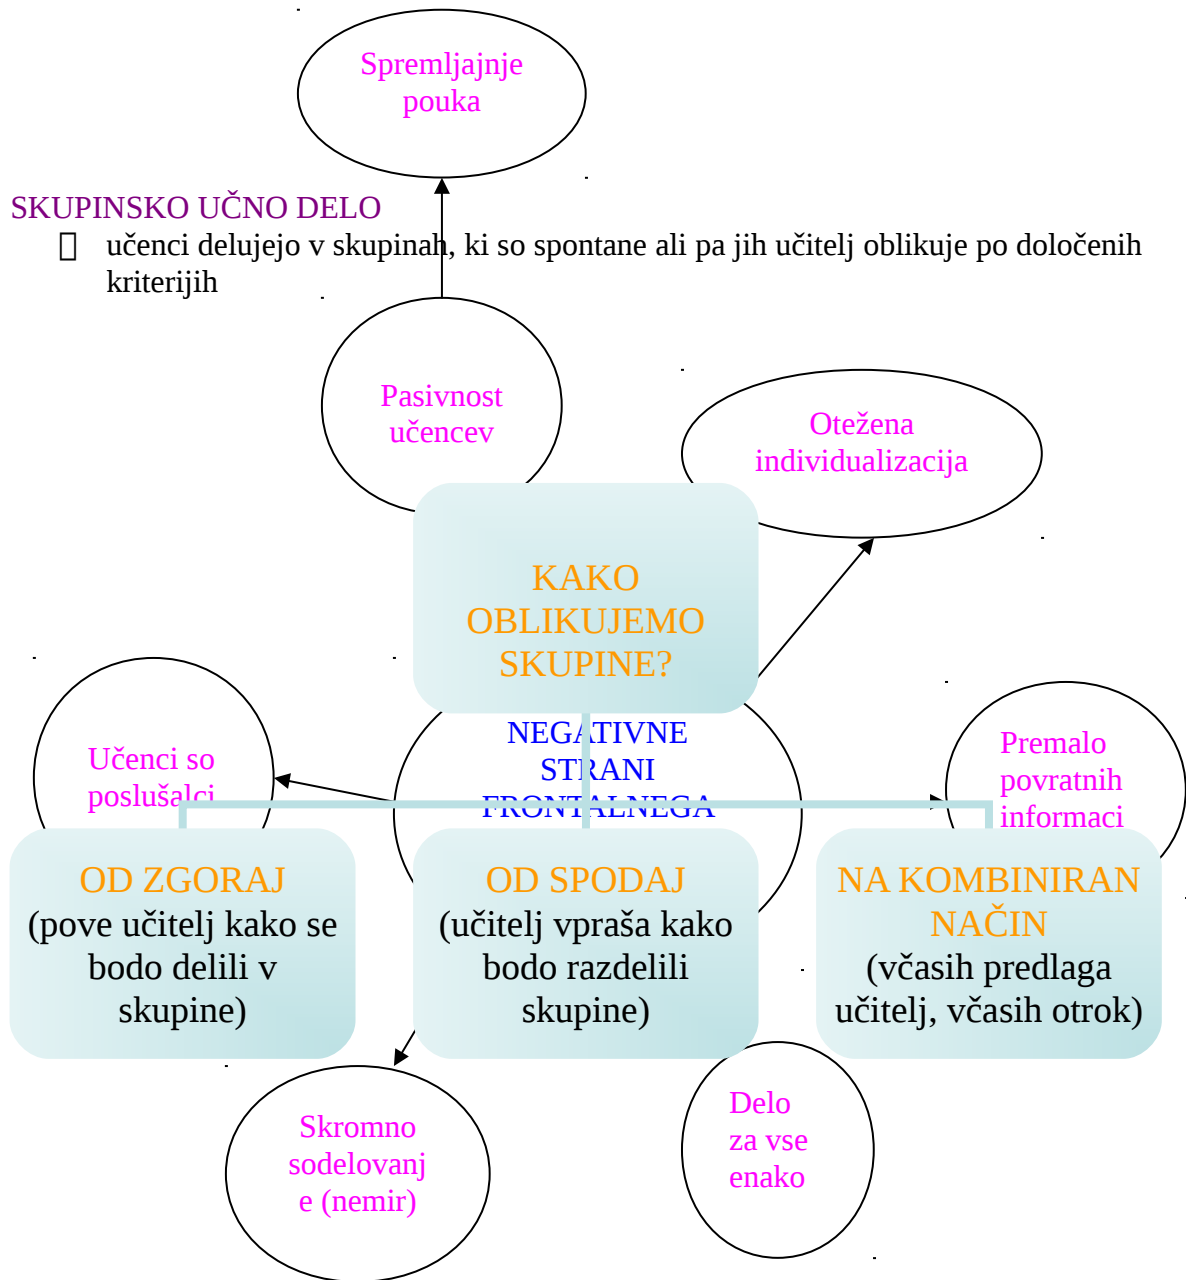 Spremljajnje
pouka
SKUPINSKO UČNO DELO
učenci delujejo v skupinah, ki so spontane ali pa jih učitelj oblikuje po določenih
kriterijih
Pasivnost
učencev
Otežena
individualizacija
KAKO
OBLIKUJEMO
SKUPINE?
NEGATIVNE
STRANI
FRONTALNEGA
Učenci so
poslušalci
Premalo
povratnih
informaci
OD ZGORAJ
(pove učitelj kako se
bodo delili v
skupine)
OD SPODAJ
(učitelj vpraša kako
bodo razdelili
skupine)
NA KOMBINIRAN
NAČIN
(včasih predlaga
učitelj, včasih otrok)
Skromno
sodelovanj
e (nemir)
Delo
za vse
enako